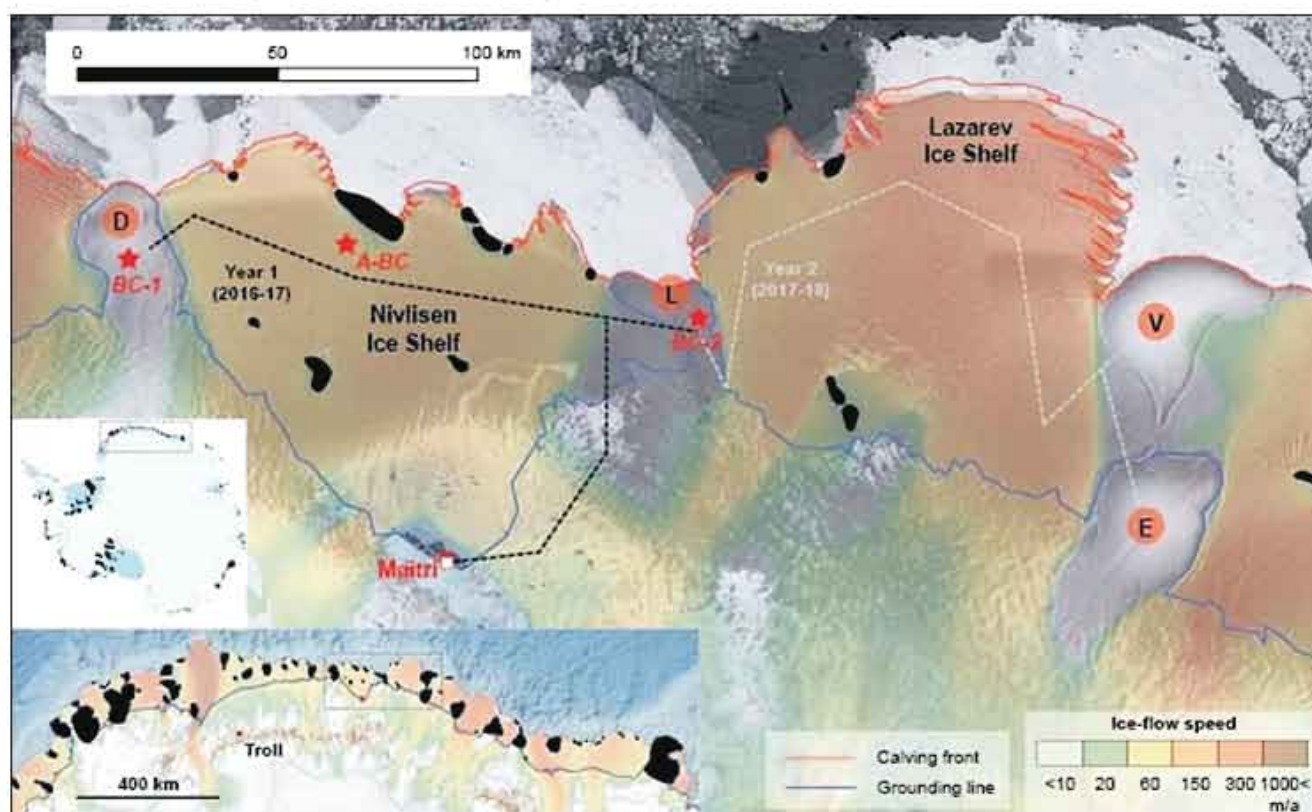 0 50 100 km
Lazarev
Ice Shelf
D
BC-1
A-BC
Year 1
(2016-17)
Nivlisen
Ice Shelf
L
BC-2
Year 2
(2017-18)
V
E
Maitri
Troll
400 km
Calving front
Grounding line
Ice-flow speed
<10 20 60 150 300 1000<
m/a